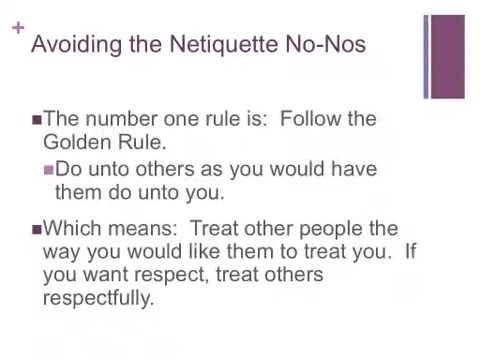 +
Avoiding the Netiquette No-Nos
■The number one rule is:  Follow the
Golden Rule.
■Do unto others as you would have
them do unto you.
■Which means:  Treat other people the
way you would like them to treat you.  If
you want respect, treat others
respectfully.